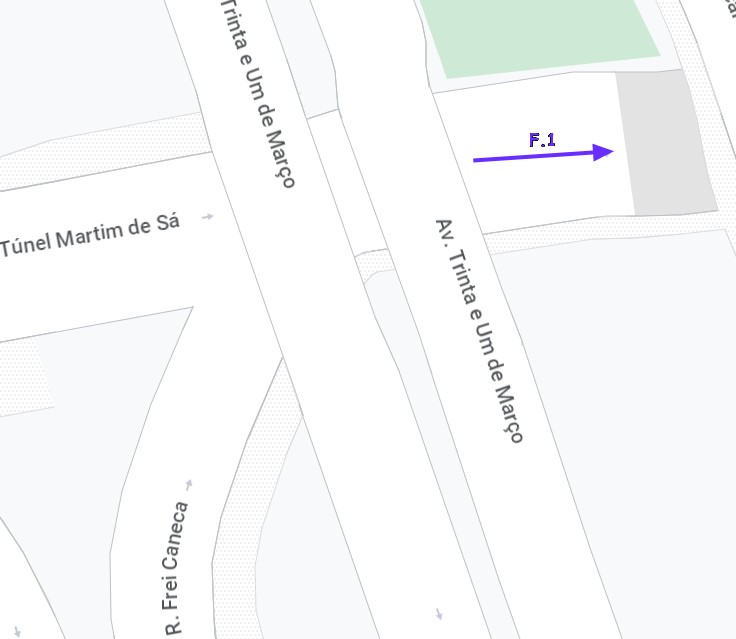 Trinta e Um de Março
F.1
Túnel Martim de Sá
Av. Trinta e Um de Março
R. Frei Caneca